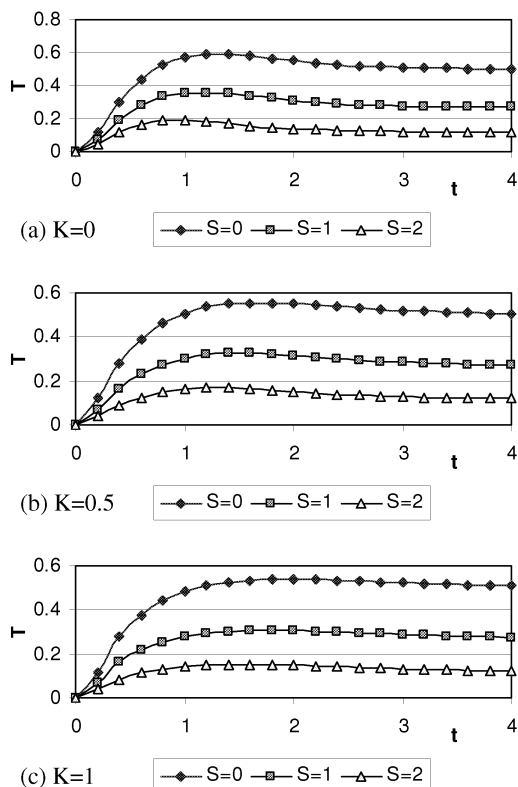 0.8
0.6
0.4
0.2
0
T
0 1 2 3 4
t
(a) K=0
S=0 S=1 S=2
0.6
0.4
0.2
0
T
0 1 2 3 4
t
(b) K=0.5
S=0 S=1 S=2
0.6
0.4
0.2
0
T
0 1 2 3 4
t
(c) K=1
S=0 S=1 S=2